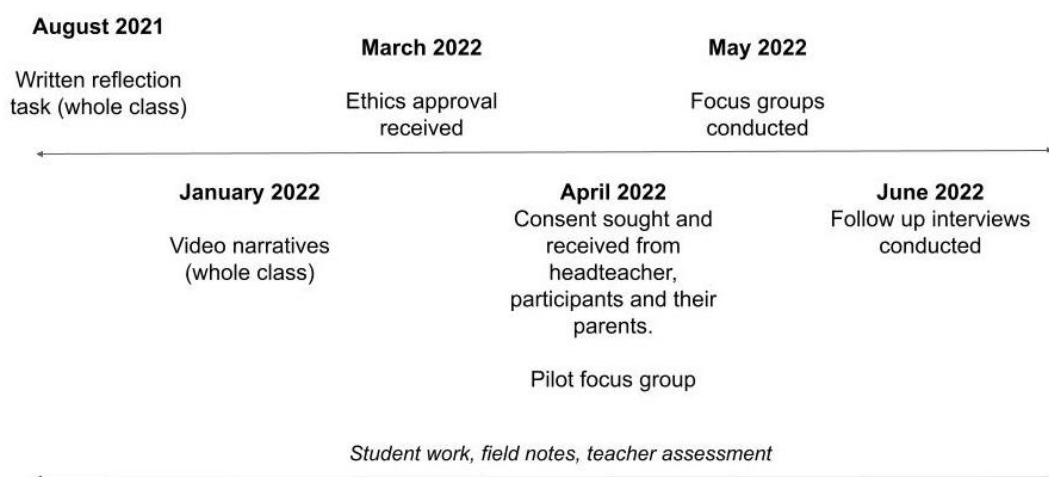 August 2021
Written reflection
task (whole class)
March 2022
Ethics approval
received
May 2022
Focus groups
conducted
January 2022
Video narratives
(whole class)
April 2022
Consent sought and
received from
headteacher,
participants and their
parents.
Pilot focus group
June 2022
Follow up interviews
conducted
Student work, field notes, teacher assessment